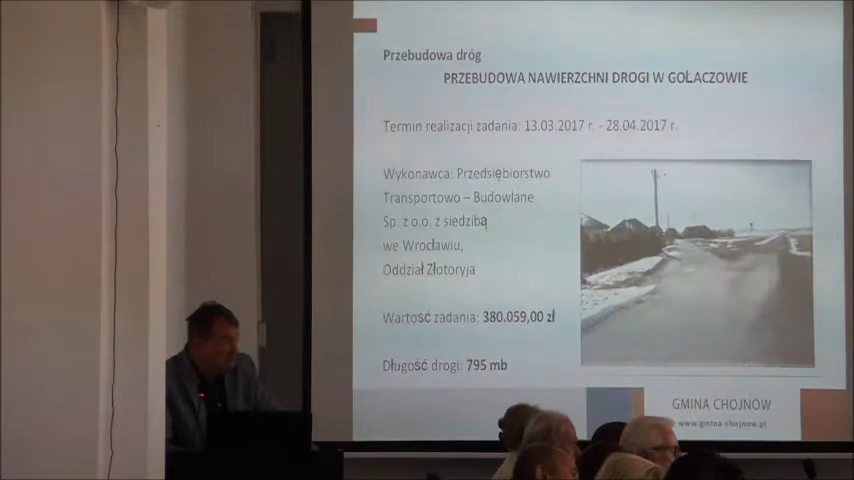 Przebudowa dróg
PRZEBUDOWA NAWIERZCHNI DROGI W GOŁACZOWIE
Termin realizacji zadania: 13.03.2017 r. - 28.04.2017 r.
Wykonawca: Przedsiębiorstwo
Transportowo – Budowlane
Sp. z o.o. z siedzibą
we Wrocławiu,
Oddział Złotoryja
Wartość zadania: 380.059,00 zł
Długość drogi: 795 mb
GMINA CHOJNÓW
www.gmina-chojnow.pl